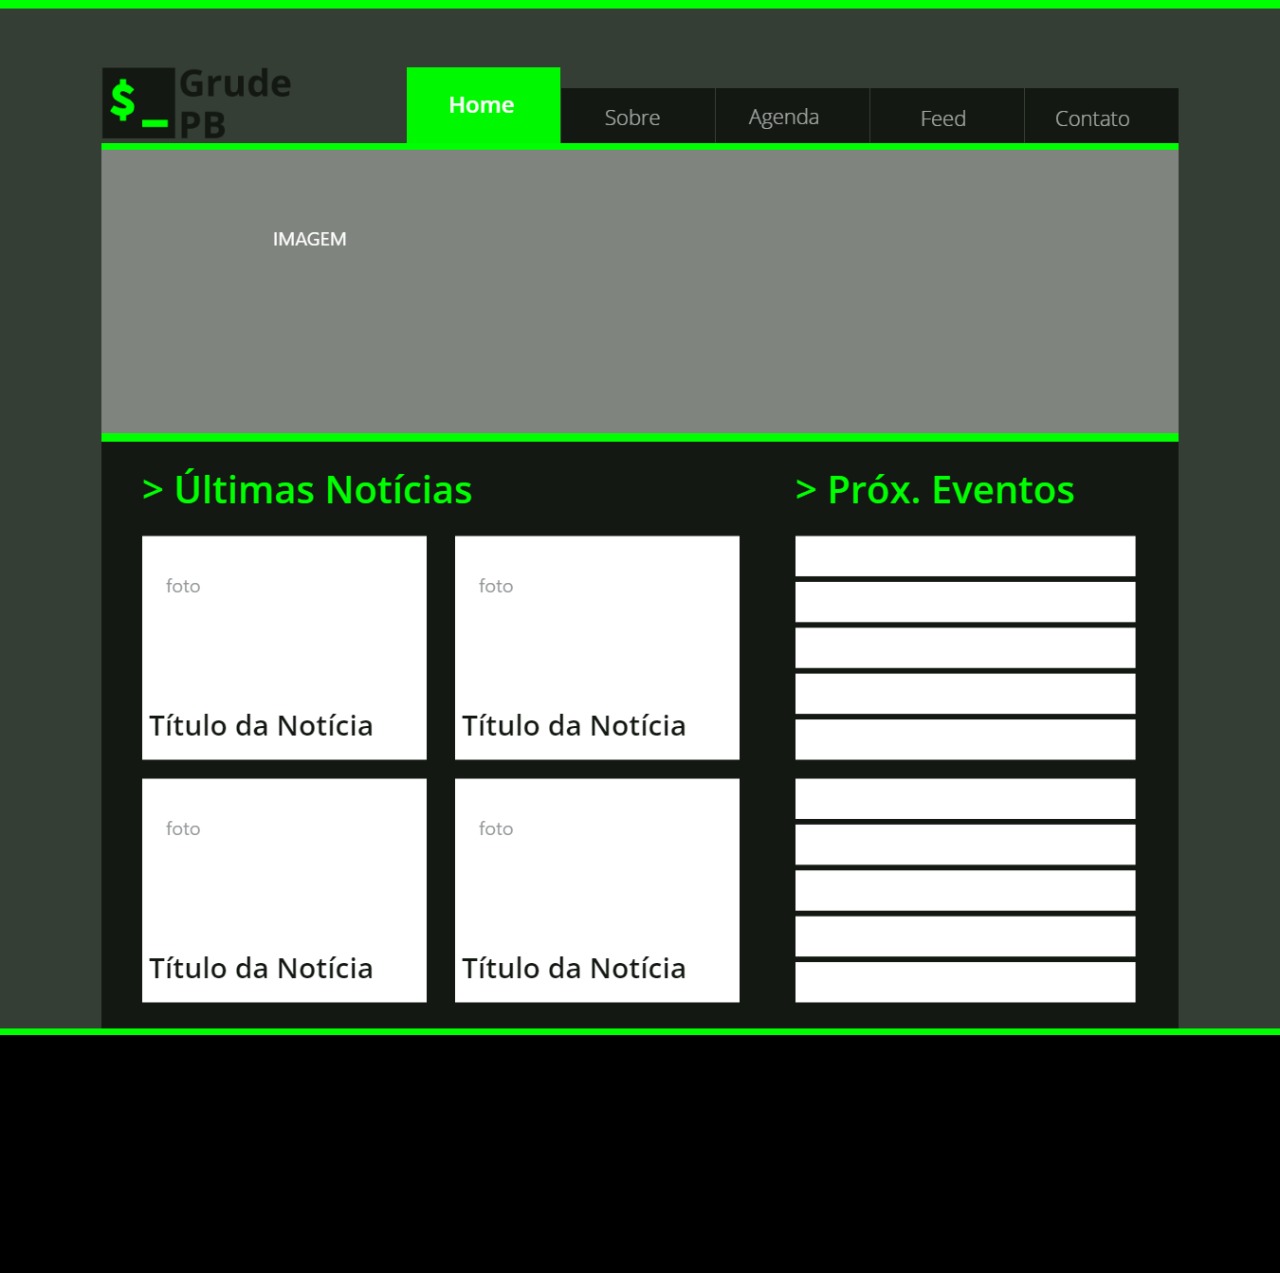 $_ Grude
PB
Home
Sobre
Agenda
Feed
Contato
IMAGEM
> Últimas Notícias
> Próx. Eventos
foto
foto
Título da Notícia
Título da Notícia
foto
foto
Título da Notícia
Título da Notícia